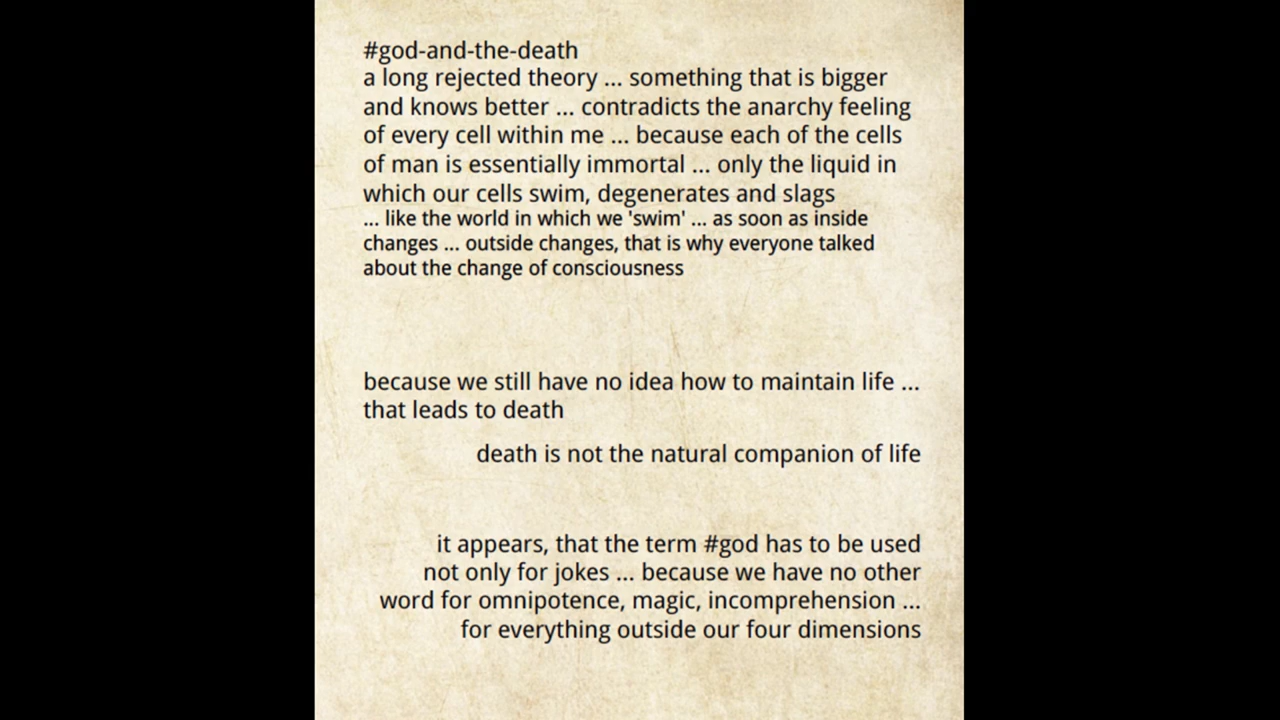 #god-and-the-death
a long rejected theory ... something that is bigger
and knows better ... contradicts the anarchy feeling
of every cell within me ... because each of the cells
of man is essentially immortal ... only the liquid in
which our cells swim, degenerates and slags
... like the world in which we 'swim' ... as soon as inside
changes ... outside changes, that is why everyone talked
about the change of consciousness
because we still have no idea how to maintain life ...
that leads to death
death is not the natural companion of life
it appears, that the term #god has to be used
not only for jokes ... because we have no other
word for omnipotence, magic, incomprehension ...
for everything outside our four dimensions